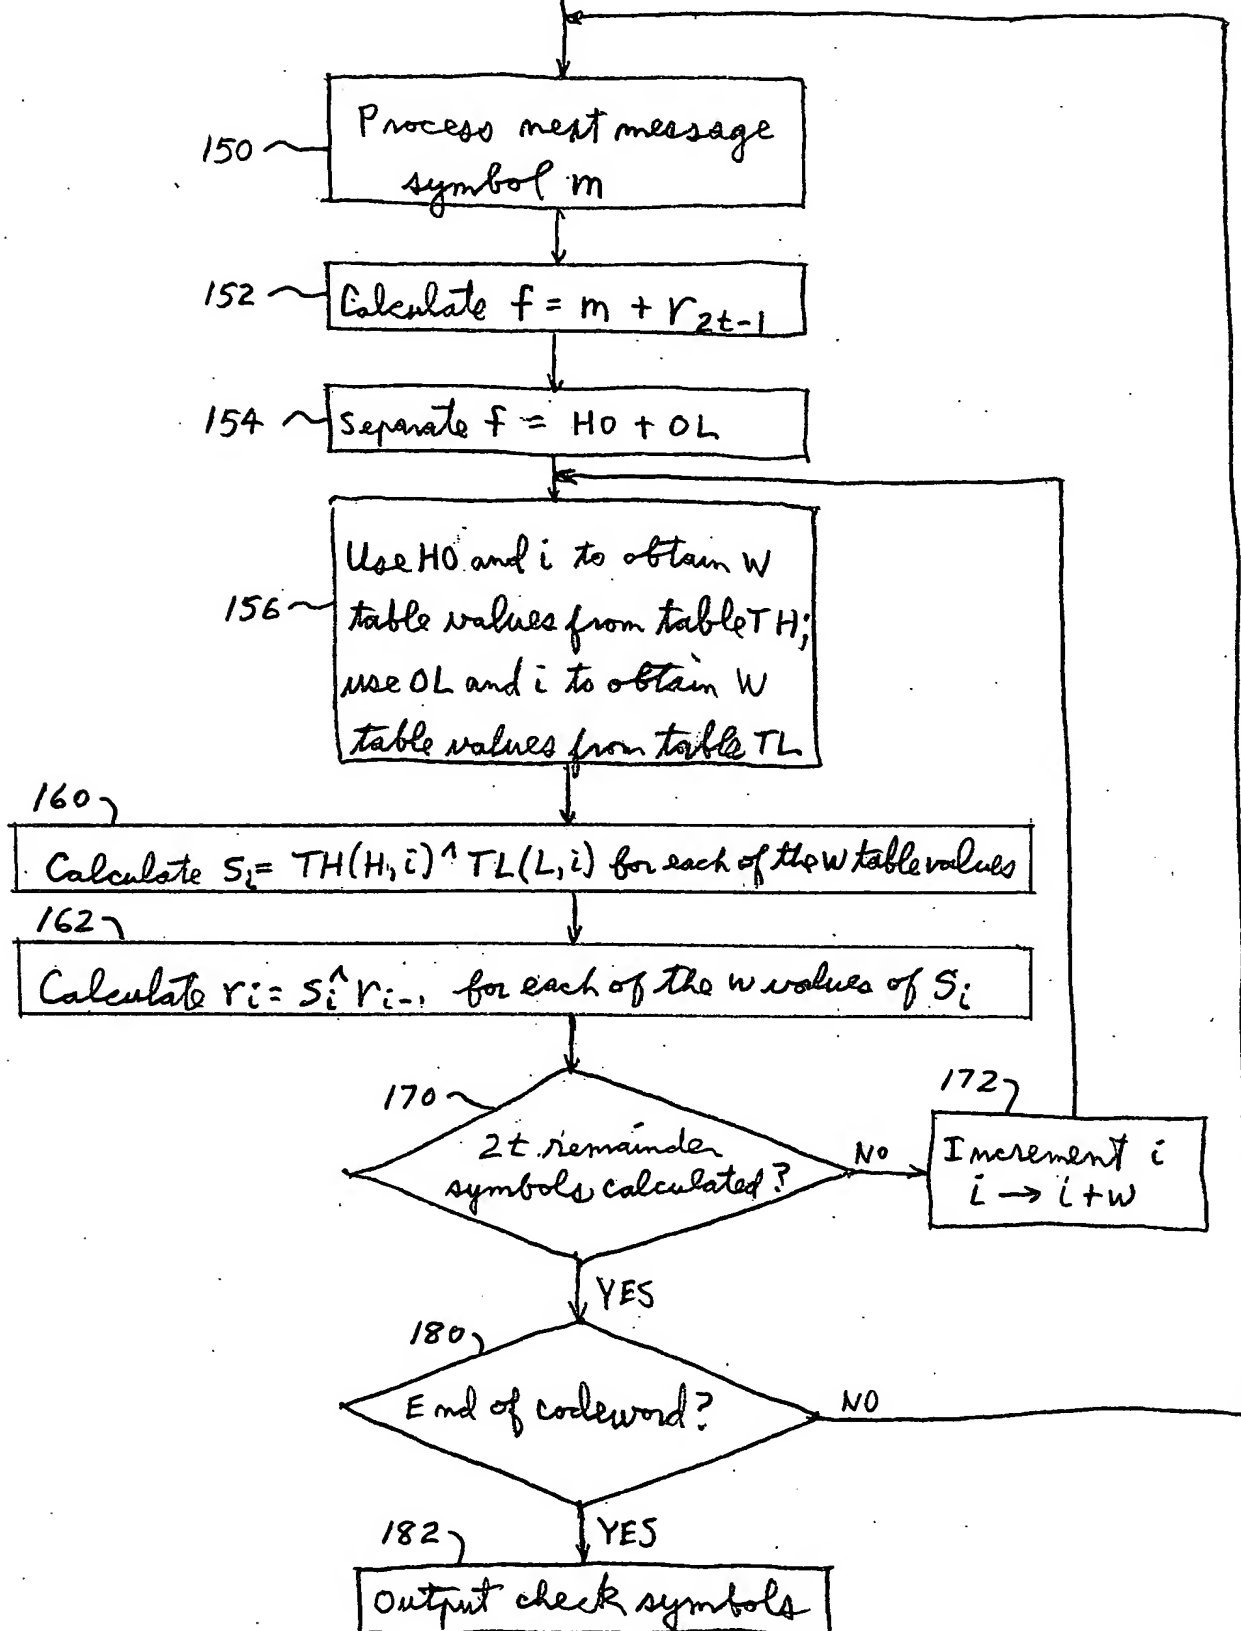 150
Process next message
symbol m
152
Calculate f = m + r2t-1
154
Separate f = HO + OL
156
Use HO and i to obtain W
table values from table TH;
use OL and i to obtain W
table values from table TL
160
Calculate Si = TH(H,i) ^ TL(L,i) for each of the W table values
162
Calculate ri = Si ^ ri-1 for each of the W values of Si
170
2t remainder
symbols calculated?
NO
172
Increment i
i → i+w
YES
180
End of codeword?
NO
YES
182
Output check symbols